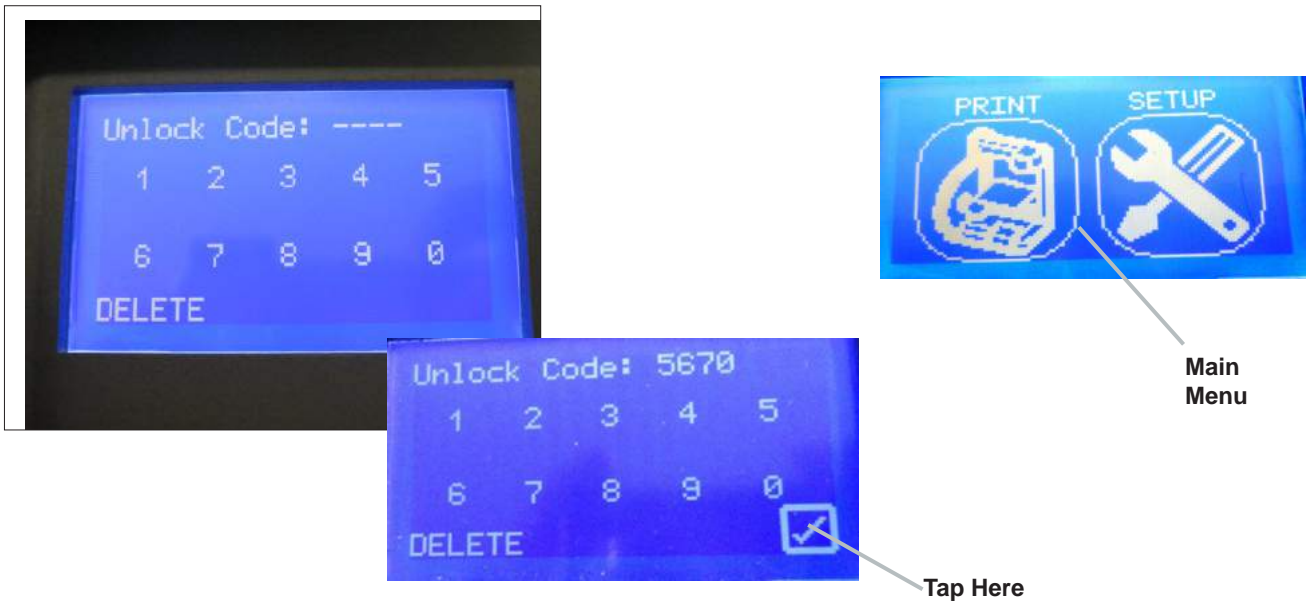 Unlock Code: ----
1 2 3 4 5
6 7 8 9 0
DELETE
PRINT SETUP
Main
Menu
Unlock Code: 5670
1 2 3 4 5
6 7 8 9 0
DELETE
Tap Here